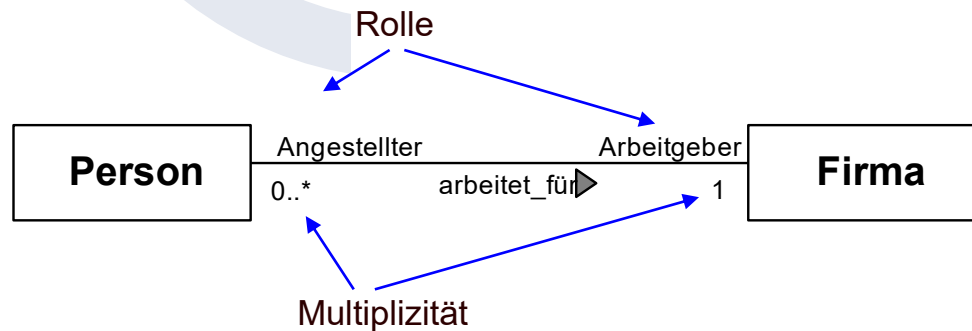 Rolle
Angestellter Arbeitgeber
Person Firma
0..* arbeitet_für 1
Multiplizität